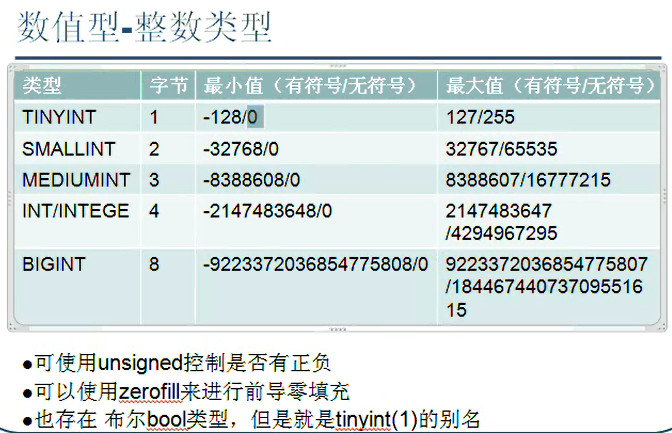 数值型-整数类型
类型 字节 最小值（有符号/无符号） 最大值（有符号/无符号）
TINYINT 1 -128/0 127/255
SMALLINT 2 -32768/0 32767/65535
MEDIUMINT 3 -8388608/0 8388607/16777215
INT/INTEGE 4 -2147483648/0 2147483647
/4294967295
BIGINT 8 -9223372036854775808/0 9223372036854775807
/184467440737095516
15
●可使用unsigned控制是否有正负
●可以使用zerofill来进行前导零填充
●也存在 布尔bool类型，但是就是tinyint(1)的别名